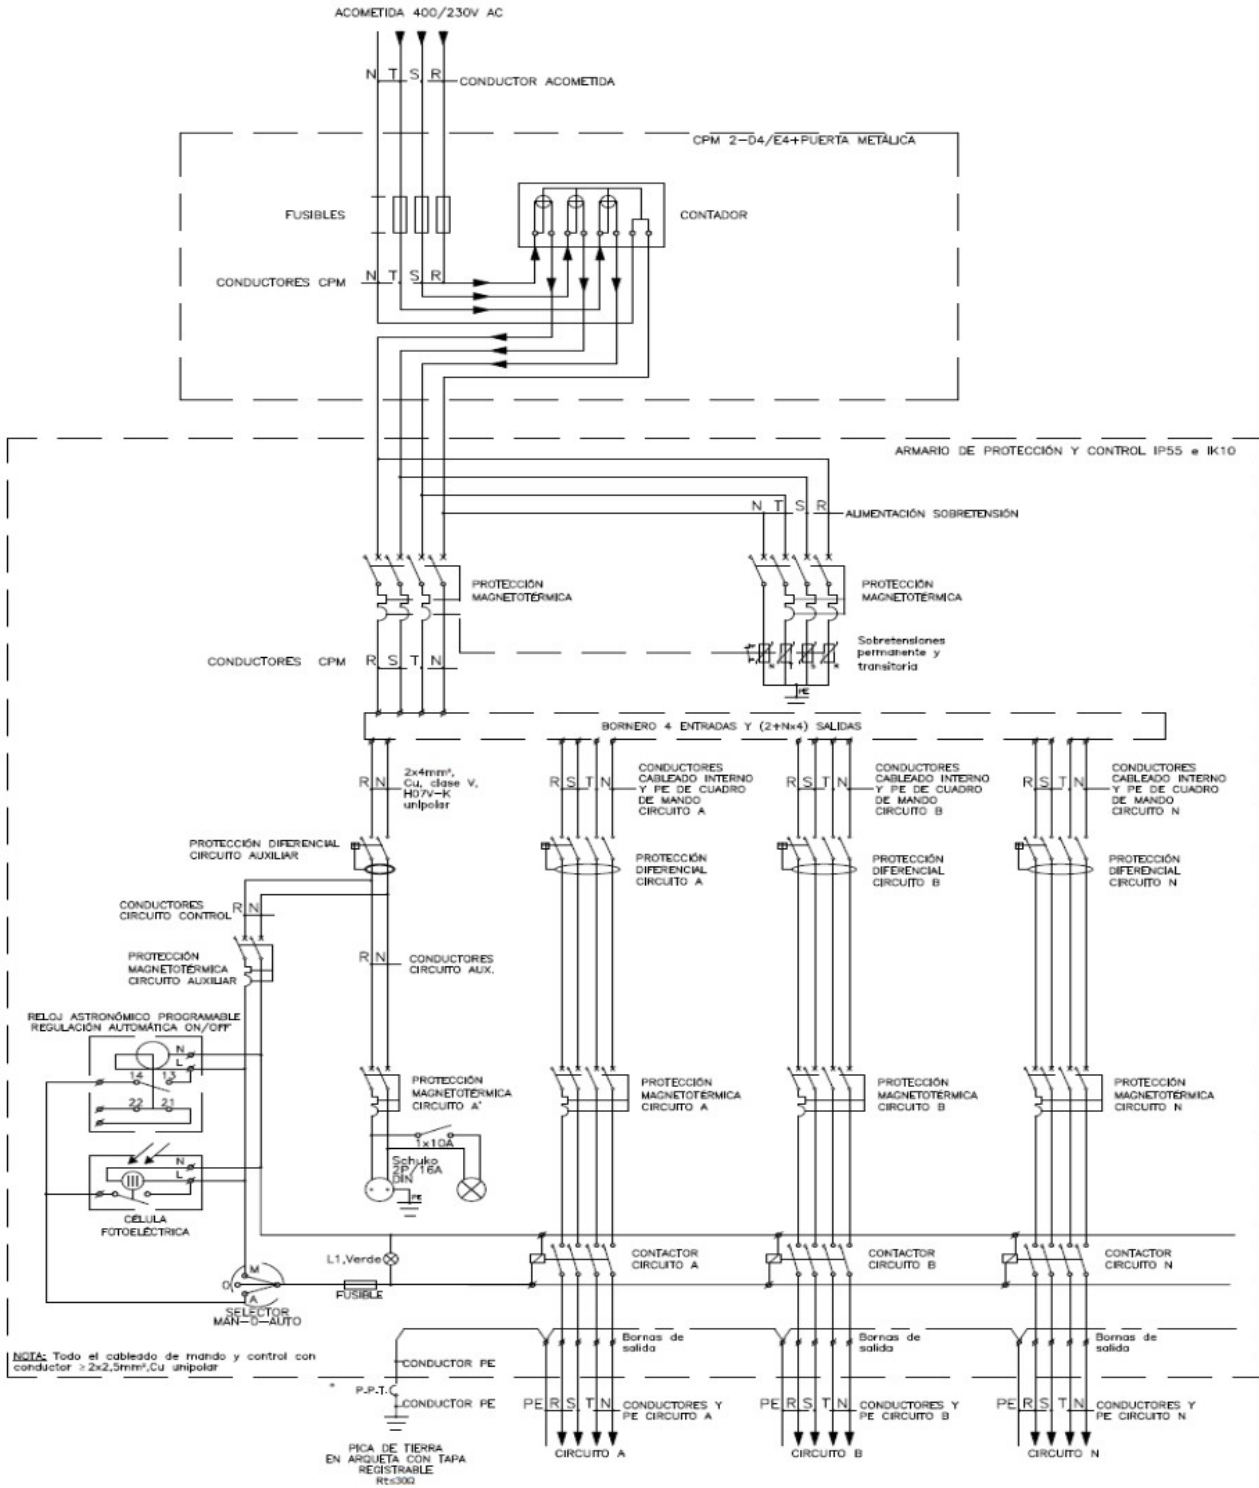 ACOMETIDA 400/230V AC
N T S R
CONDUCTOR ACOMETIDA
CPM 2-D4/E4+PUERTA METÁLICA
FUSIBLES
CONTADOR
CONDUCTORES CPM
N T S R
ARMARIO DE PROTECCIÓN Y CONTROL IP55 e IK10
N T S R
ALIMENTACIÓN SOBRETENSIÓN
PROTECCIÓN
MAGNETOTÉRMICA
PROTECCIÓN
MAGNETOTÉRMICA
Sobretensiones
permanente y
transitoria
CONDUCTORES CPM
R S T N
PE
BORNERO 4 ENTRADAS Y (2+Nx4) SALIDAS
R N
2x4mm²,
Cu, clase V,
H07V-K
unipolar
R S T N
CONDUCTORES
CABLEADO INTERNO
Y PE DE CUADRO
DE MANDO
CIRCUITO A
R S T N
CONDUCTORES
CABLEADO INTERNO
Y PE DE CUADRO
DE MANDO
CIRCUITO B
R S T N
CONDUCTORES
CABLEADO INTERNO
Y PE DE CUADRO
DE MANDO
CIRCUITO N
PROTECCIÓN DIFERENCIAL
CIRCUITO AUXILIAR
PROTECCIÓN
DIFERENCIAL
CIRCUITO A
PROTECCIÓN
DIFERENCIAL
CIRCUITO B
PROTECCIÓN
DIFERENCIAL
CIRCUITO N
CONDUCTORES
CIRCUITO CONTROL
R N
PROTECCIÓN
MAGNETOTÉRMICA
CIRCUITO AUXILIAR
R N
CONDUCTORES
CIRCUITO AUX.
RELOJ ASTRONÓMICO PROGRAMABLE
REGULACIÓN AUTOMÁTICA ON/OFF
N
L
14 13
22 21
PROTECCIÓN
MAGNETOTÉRMICA
CIRCUITO A'
PROTECCIÓN
MAGNETOTÉRMICA
CIRCUITO A
PROTECCIÓN
MAGNETOTÉRMICA
CIRCUITO B
PROTECCIÓN
MAGNETOTÉRMICA
CIRCUITO N
1x10A
Schuko
2P/16A
DIN
PE
N
L
CÉLULA
FOTOELÉCTRICA
L1,Verde
CONTACTOR
CIRCUITO A
CONTACTOR
CIRCUITO B
CONTACTOR
CIRCUITO N
M
O
A
FUSIBLE
SELECTOR
MAN-O-AUTO
Bornas de
salida
Bornas de
salida
Bornas de
salida
NOTA: Todo el cableado de mando y control con
conductor ≥2x2,5mm²,Cu unipolar
CONDUCTOR PE
* P.P.T.
CONDUCTOR PE
PE R S T N
CONDUCTORES Y
PE CIRCUITO A
PE R S T N
CONDUCTORES Y
PE CIRCUITO B
PE R S T N
CONDUCTORES Y
PE CIRCUITO N
CIRCUITO A
CIRCUITO B
CIRCUITO N
PICA DE TIERRA
EN ARQUETA CON TAPA
REGISTRABLE
Rt≤30Ω